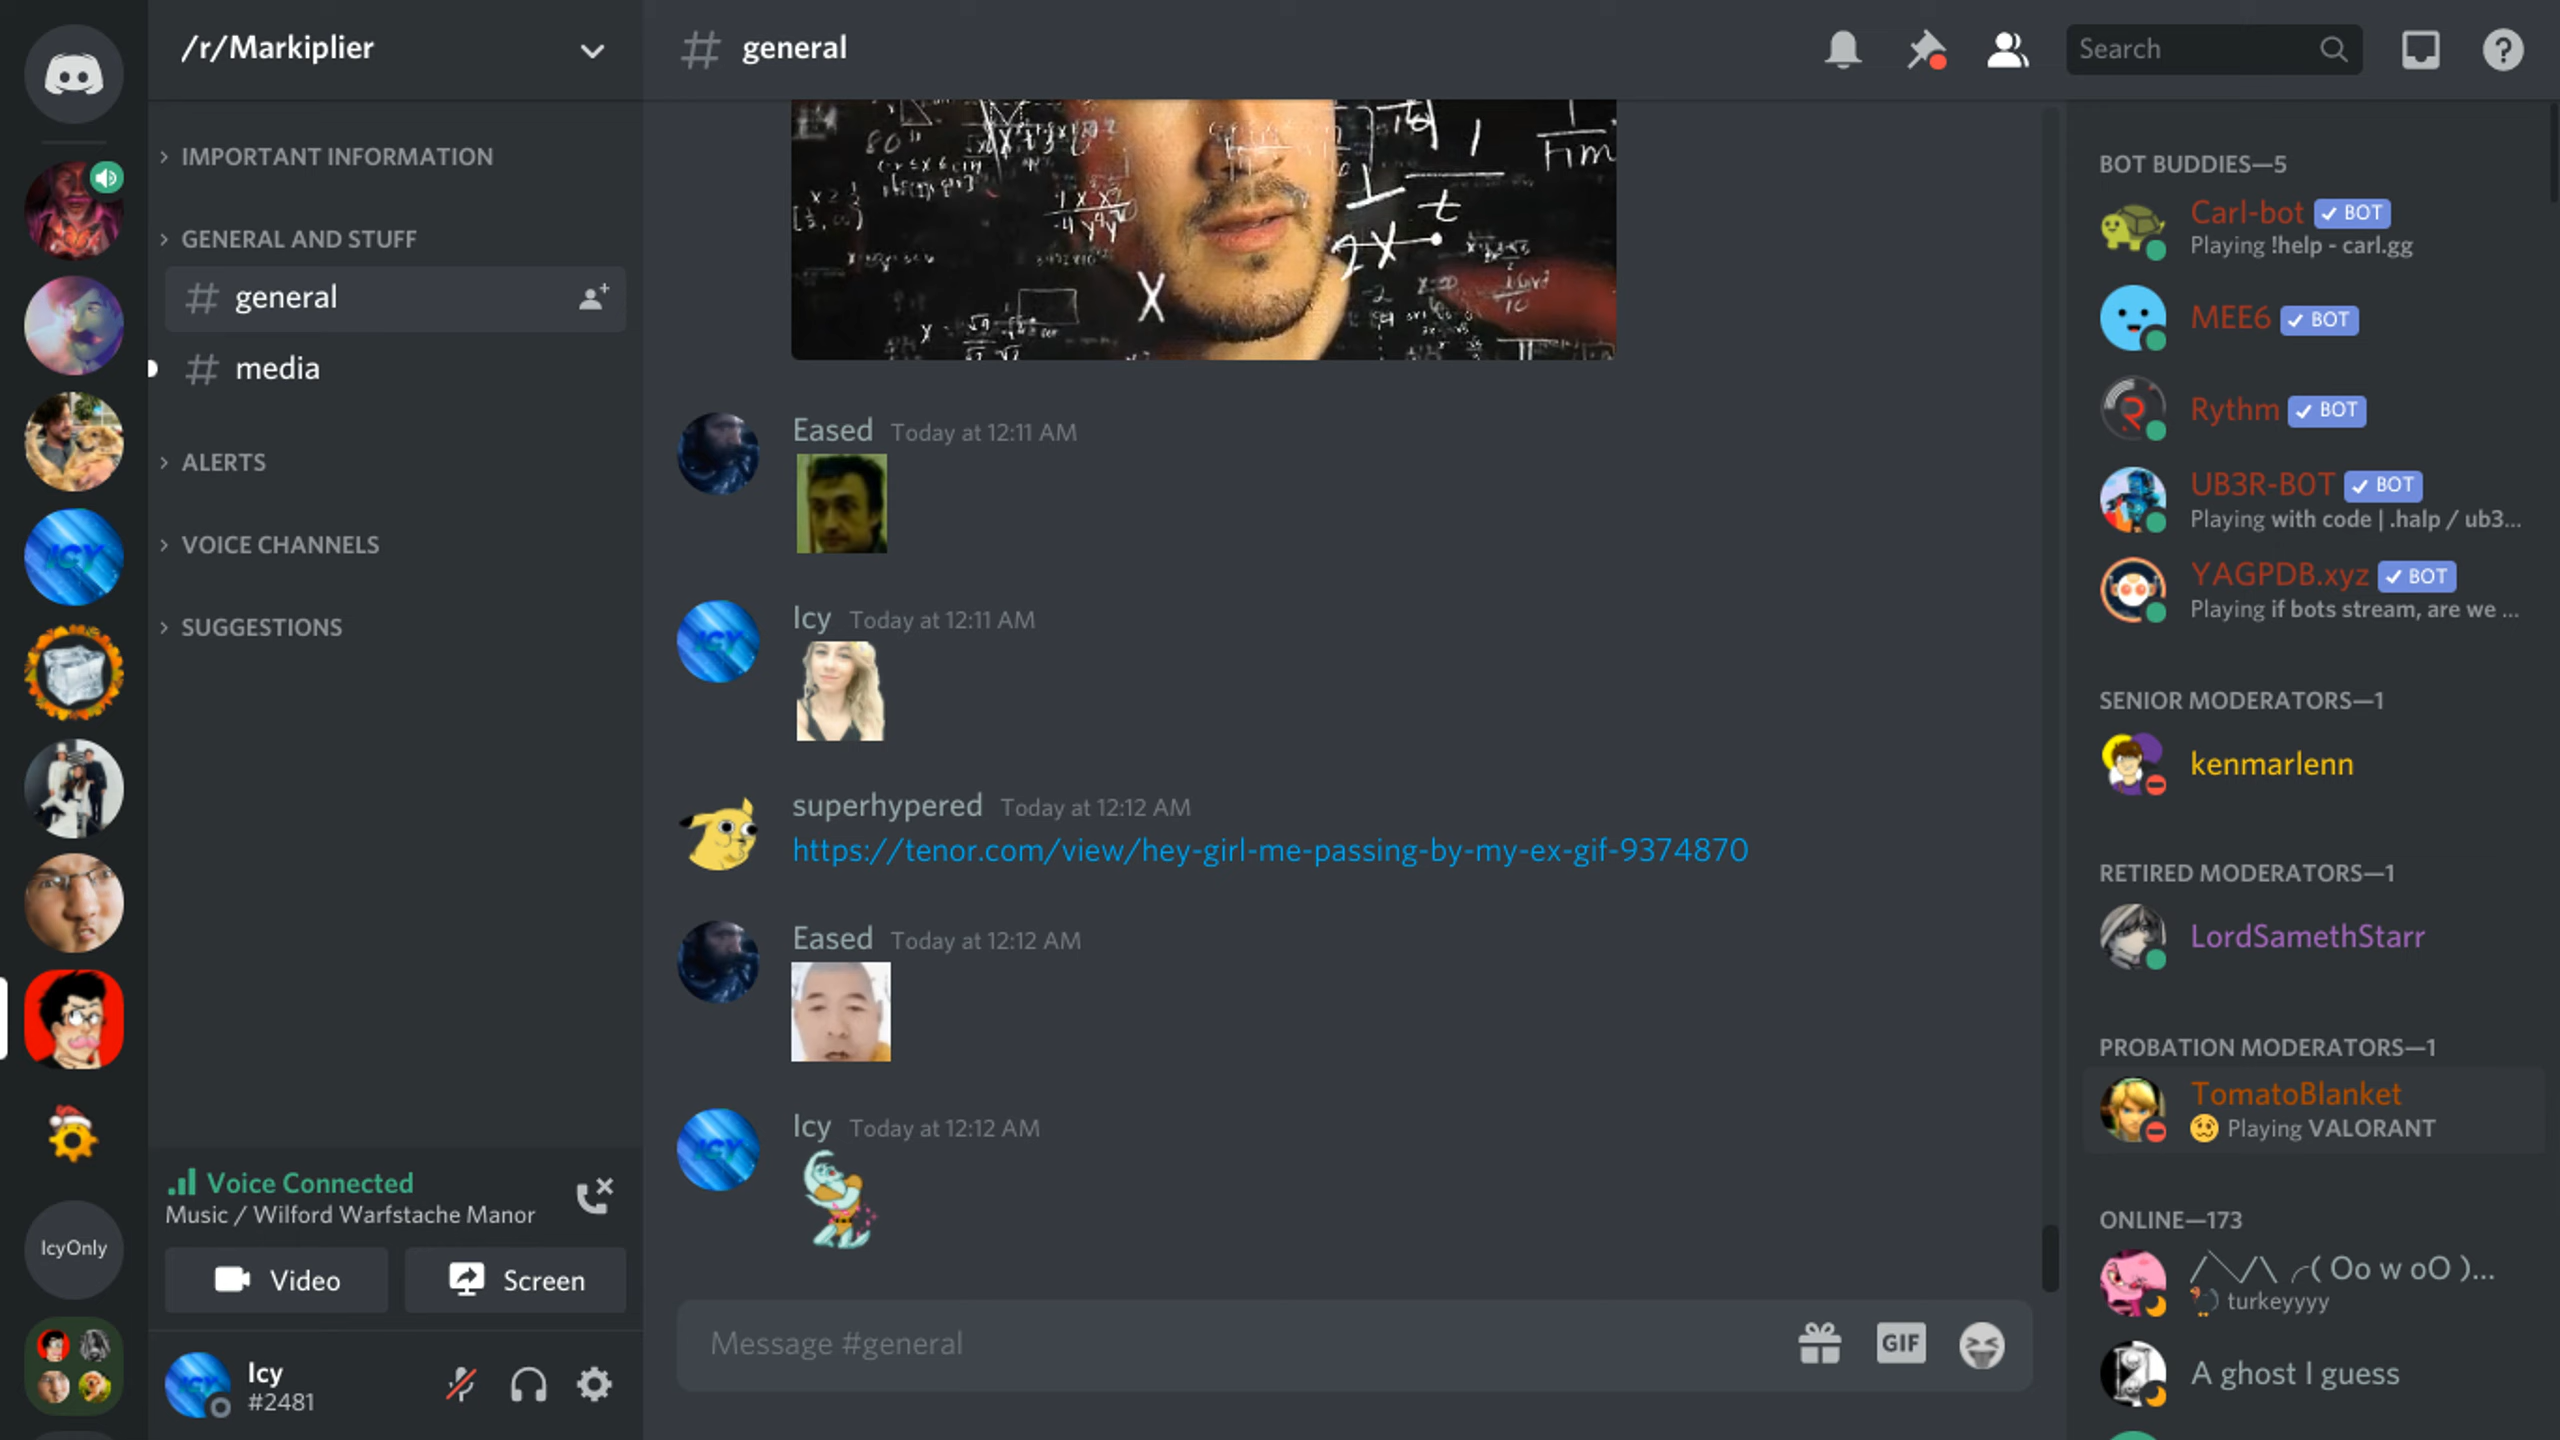 /r/Markiplier
IMPORTANT INFORMATION
GENERAL AND STUFF
general
media
ALERTS
VOICE CHANNELS
SUGGESTIONS
ICY
IcyOnly
Voice Connected
Music / Wilford Warfstache Manor
Video
Screen
Icy
#2481
# general
Search
80"
X
2X
t
Eased Today at 12:11 AM
Icy Today at 12:11 AM
superhypered Today at 12:12 AM
https://tenor.com/view/hey-girl-me-passing-by-my-ex-gif-9374870
Eased Today at 12:12 AM
Icy Today at 12:12 AM
Message #general
GIF
BOT BUDDIES—5
Carl-bot ✓ BOT
Playing !help - carl.gg
MEE6 ✓ BOT
Rythm ✓ BOT
UB3R-B0T ✓ BOT
Playing with code | .halp / ub3...
YAGPDB.xyz ✓ BOT
Playing if bots stream, are we ...
SENIOR MODERATORS—1
kenmarlenn
RETIRED MODERATORS—1
LordSamethStarr
PROBATION MODERATORS—1
TomatoBlanket
Playing VALORANT
ONLINE—173
/╲/\ ╭( Oo w oO )...
turkeyyyy
A ghost I guess